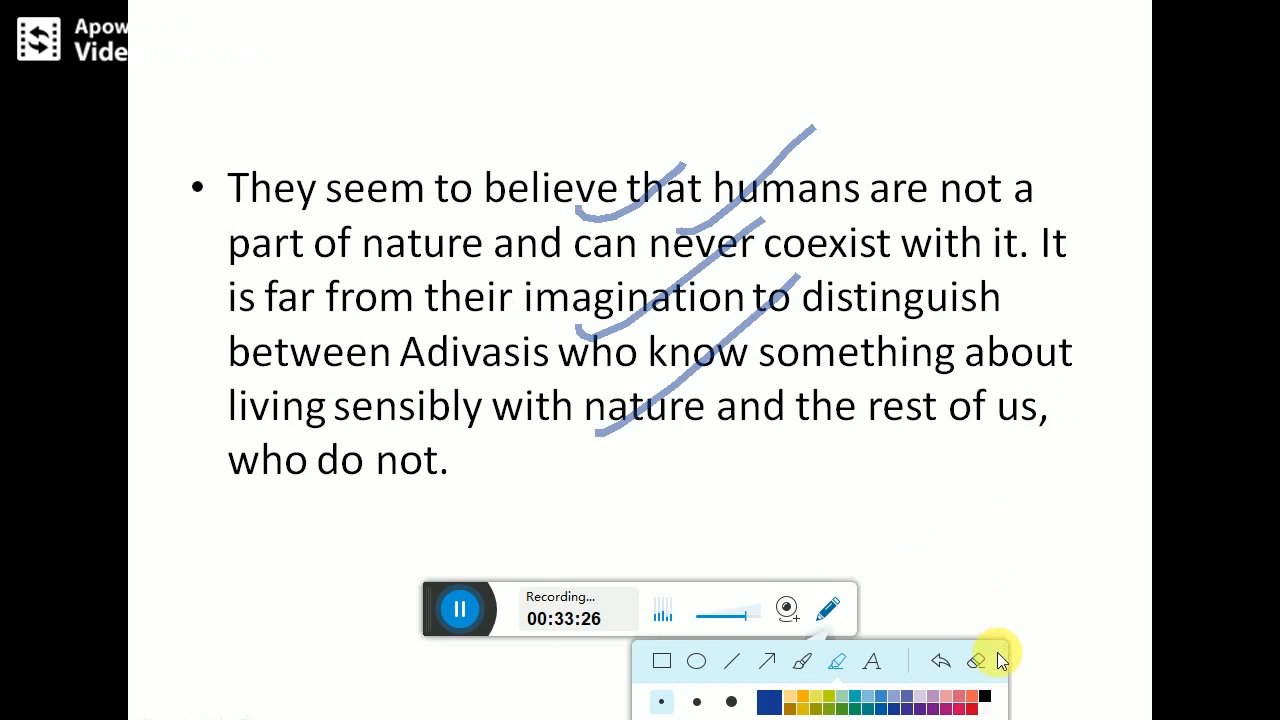 Apow
Vide
• They seem to believe that humans are not a
part of nature and can never coexist with it. It
is far from their imagination to distinguish
between Adivasis who know something about
living sensibly with nature and the rest of us,
who do not.
Recording...
00:33:26
A